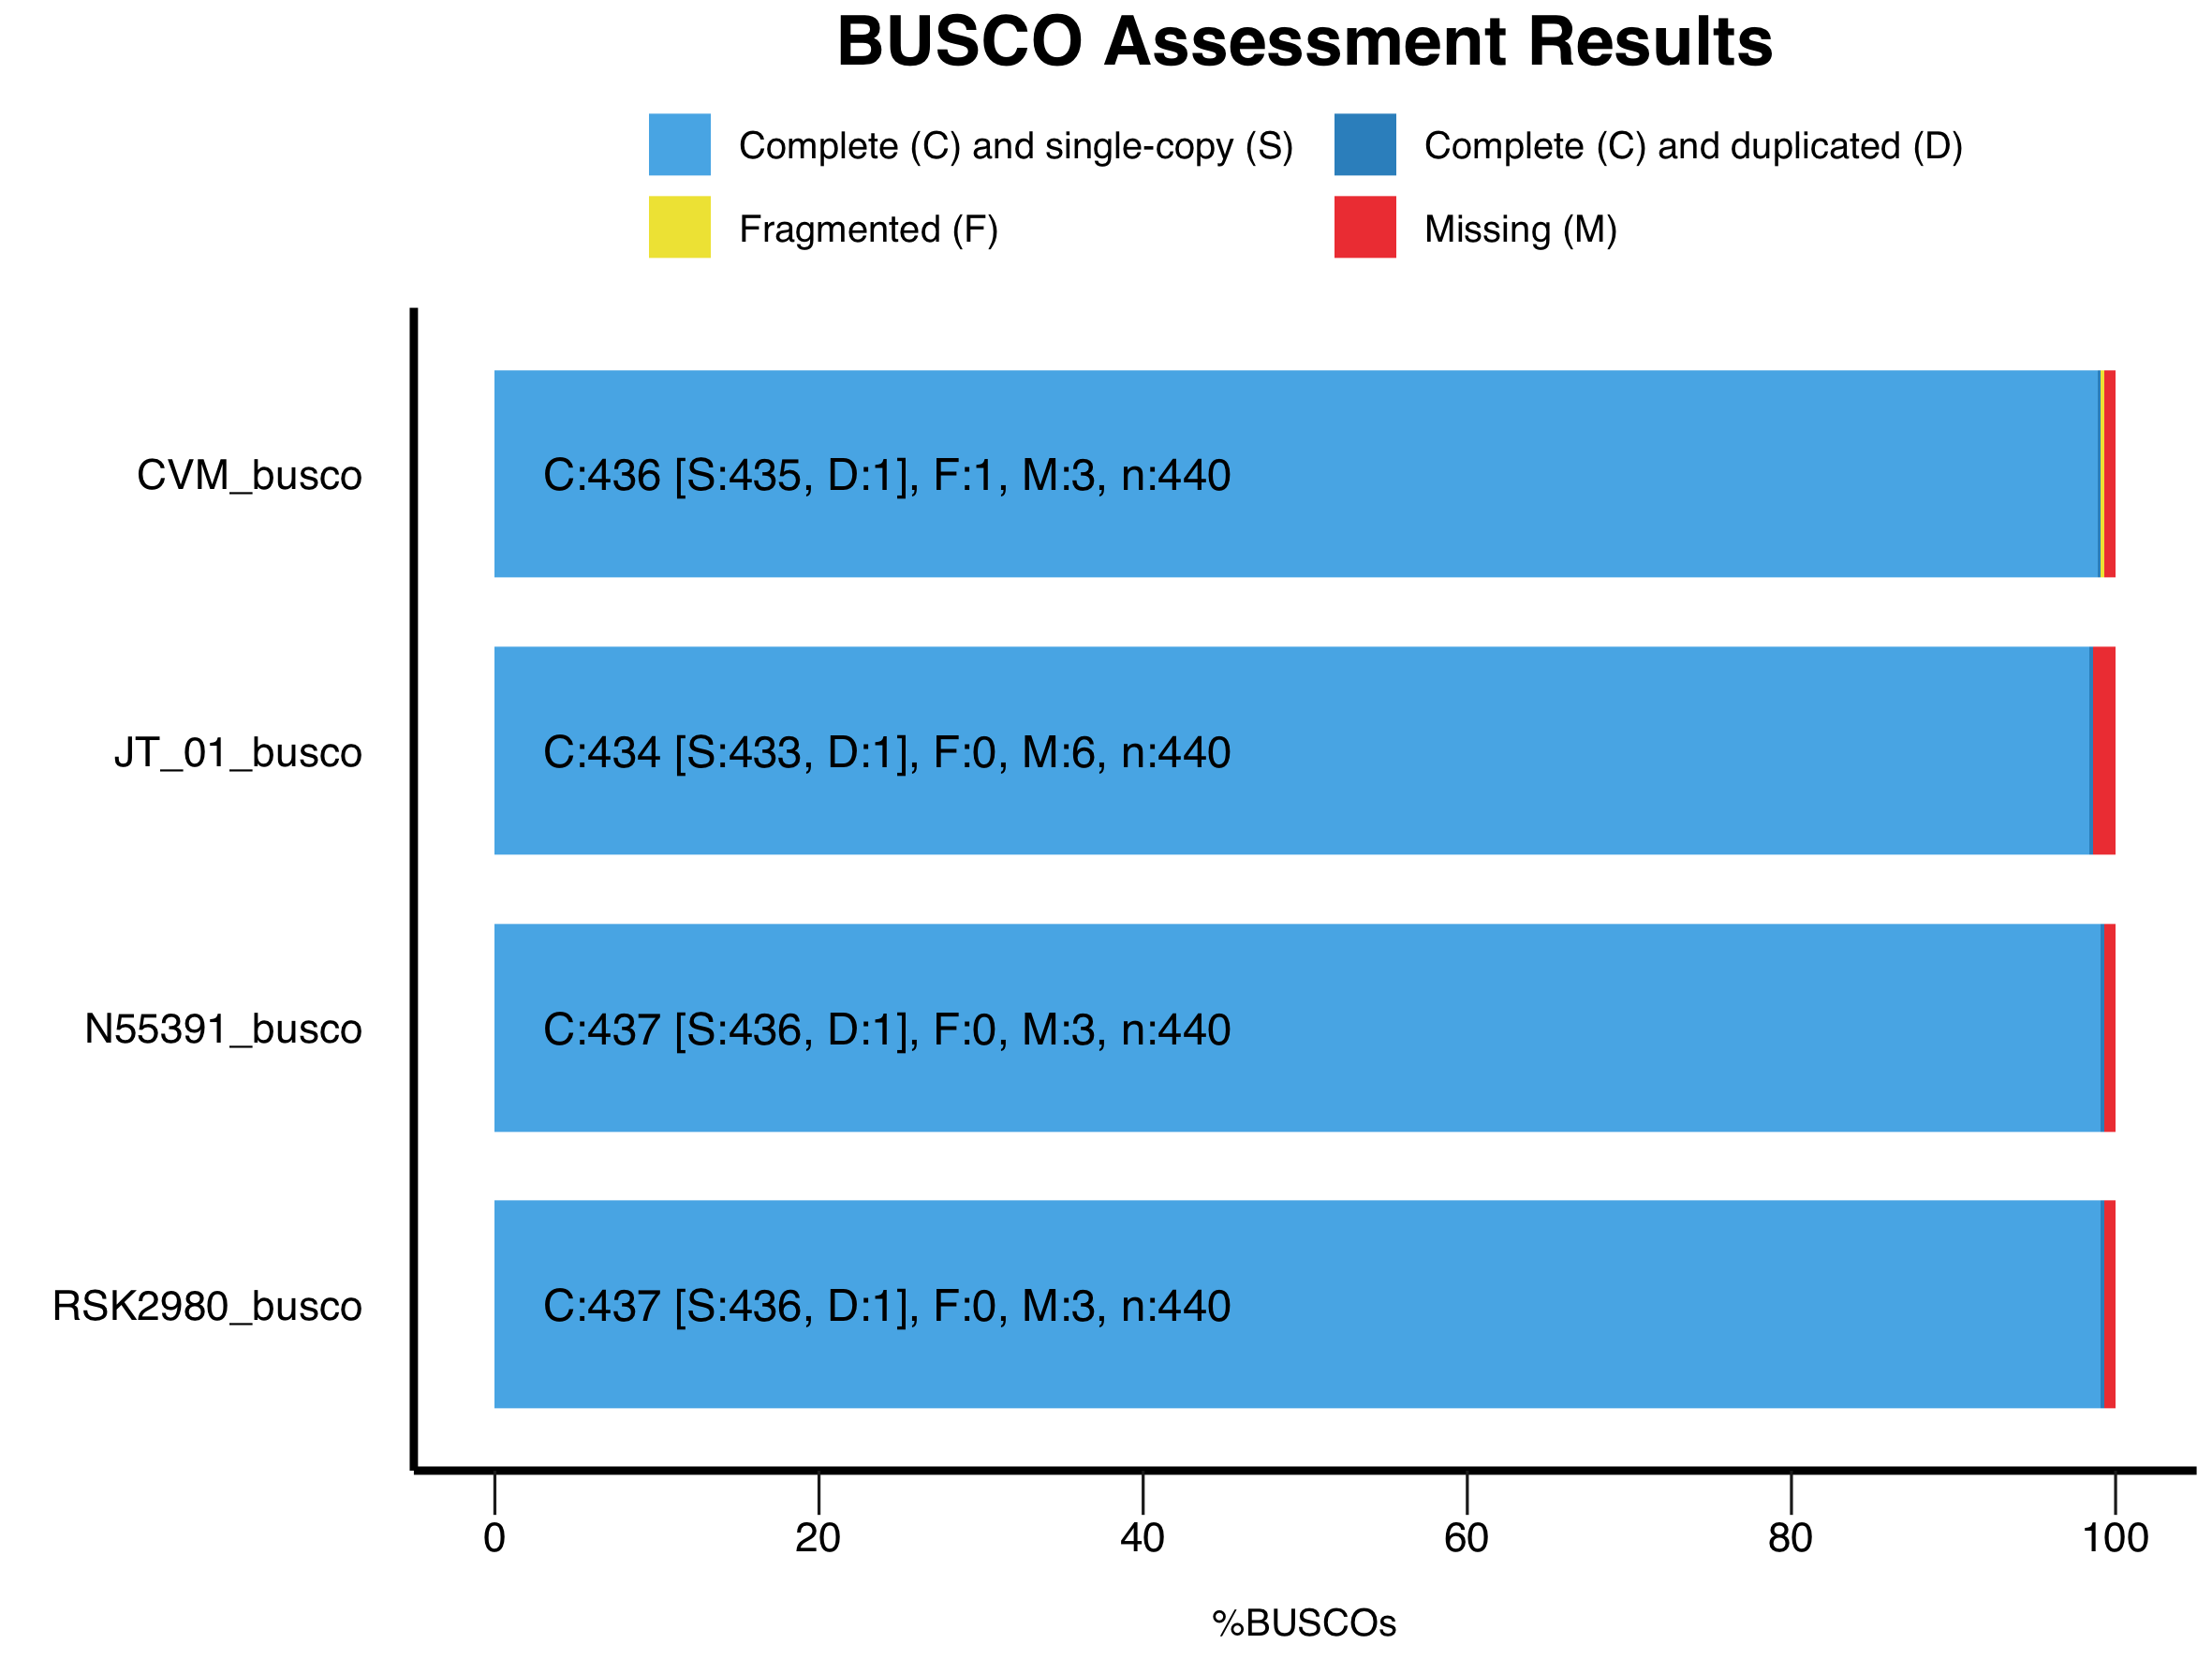 BUSCO Assessment Results
Complete (C) and single-copy (S) Complete (C) and duplicated (D)
Fragmented (F) Missing (M)
CVM_busco C:436 [S:435, D:1], F:1, M:3, n:440
JT_01_busco C:434 [S:433, D:1], F:0, M:6, n:440
N55391_busco C:437 [S:436, D:1], F:0, M:3, n:440
RSK2980_busco C:437 [S:436, D:1], F:0, M:3, n:440
0 20 40 60 80 100
%BUSCOs